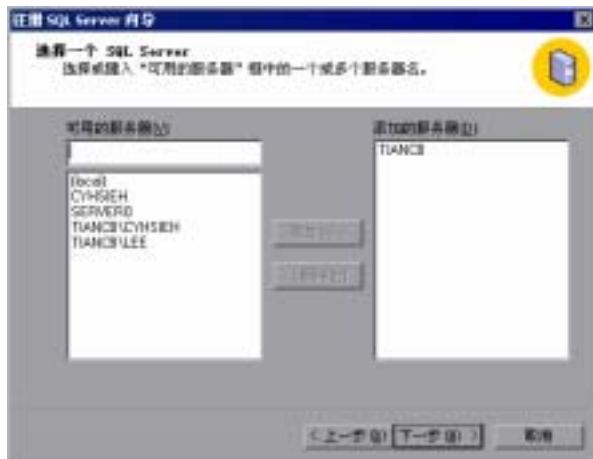 注册 SQL Server 向导
选择一个 SQL Server
选择或键入“可用的服务器”框中的一个或多个服务器名。
可用的服务器(V)
添加的服务器(D)
(local)
CYHSIEH
SERVER0
TIANCB\CYHSIEH
TIANCB\LEE
TIANCB
<上一步(B)
下一步(N)>
取消